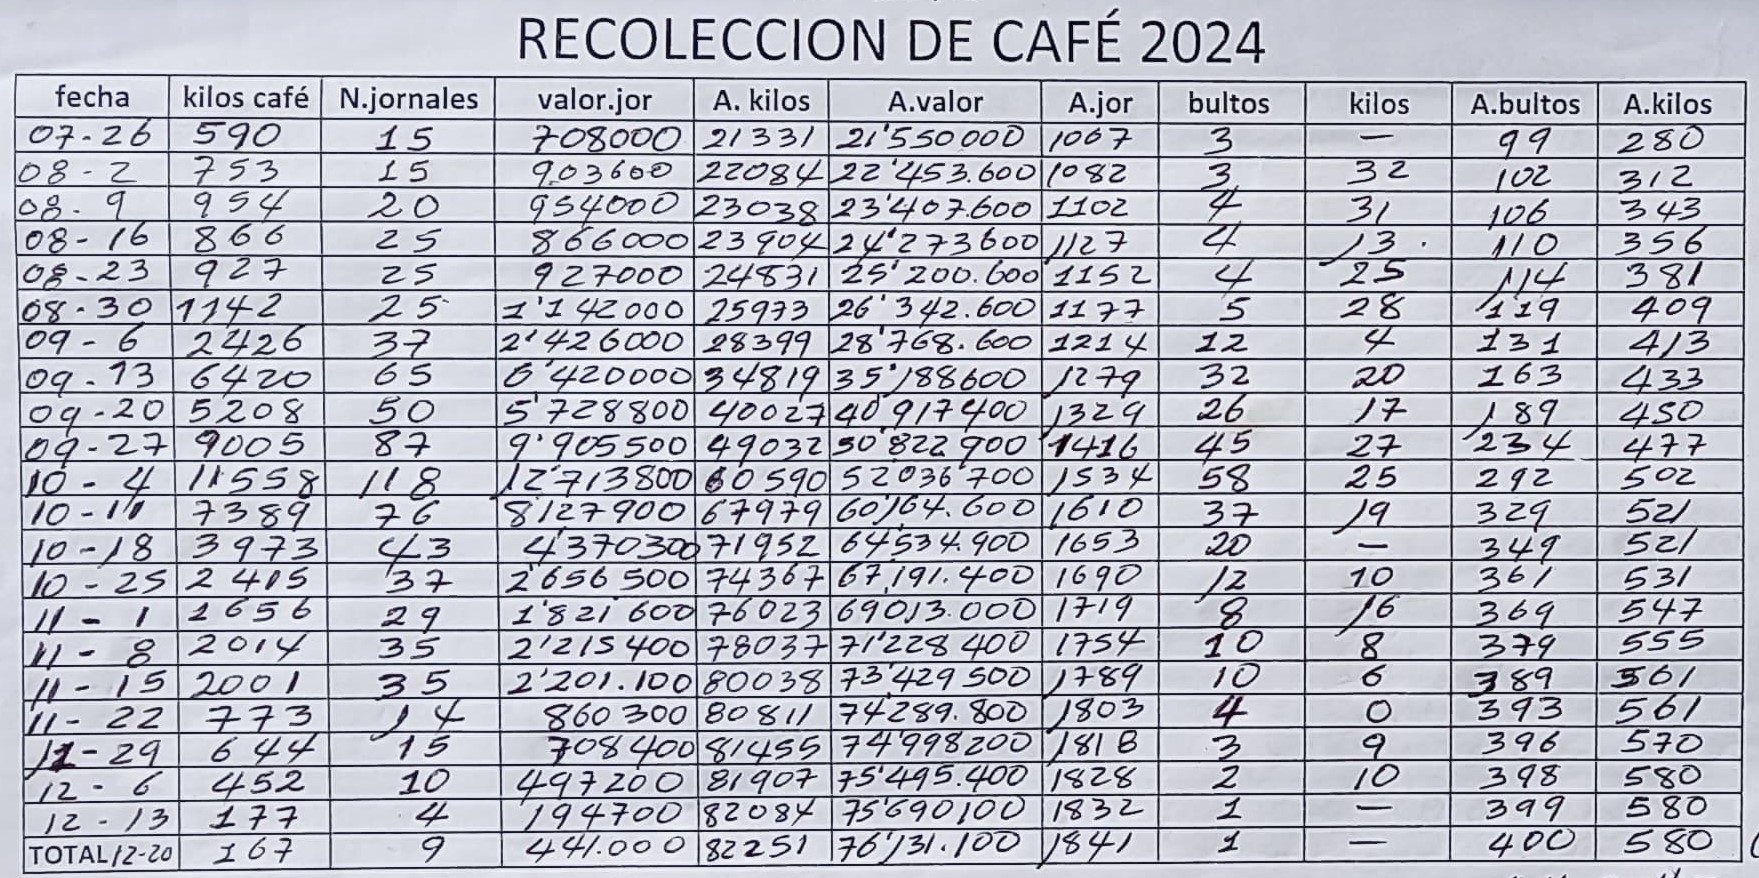 RECOLECCION DE CAFÉ 2024
fecha kilos café N.jornales valor.jor A. kilos A.valor A.jor bultos kilos A.bultos A.kilos
07-26 590 15 708000 21331 21'550000 1067 3 — 99 280
08-2 753 15 903600 22084 22'453.600 1082 3 32 102 312
08-9 954 20 954000 23038 23'407.600 1102 4 31 106 343
08-16 866 25 866000 23904 24'273600 1127 4 13 110 356
08-23 927 25 927000 24831 25'200.600 1152 4 25 114 381
08-30 1142 25 1'142000 25973 26'342.600 1177 5 28 119 409
09-6 2426 37 2'426000 28399 28'768.600 1214 12 4 131 413
09-13 6420 65 6'420000 34819 35'188600 1279 32 20 163 433
09-20 5208 50 5'728800 40027 40'917400 1329 26 17 189 450
09-27 9005 87 9'905500 49032 50'822900 1416 45 27 234 477
10-4 11558 118 12'713800 60590 52036'700 1534 58 25 292 502
10-11 7389 76 8127900 67979 60164.600 1610 37 19 329 521
10-18 3973 43 4'370300 71952 64'534.900 1653 20 — 349 521
10-25 2415 37 2'656500 74367 67,191.400 1690 12 10 361 531
11-1 1656 29 1'821600 76023 69013.000 1719 8 16 369 547
11-8 2014 35 2'215400 78037 71'228400 1754 10 8 379 555
11-15 2001 35 2'201.100 80038 73'429500 1789 10 6 389 561
11-22 773 14 860300 80811 74'289.800 1803 4 0 393 561
11-29 644 15 708400 81455 74'998200 1818 3 9 396 570
12-6 452 10 497200 81907 75'495.400 1828 2 10 398 580
12-13 177 4 194700 82084 75'690100 1832 1 — 399 580
TOTAL 12-20 167 9 441.000 82251 76'131.100 1841 1 — 400 580